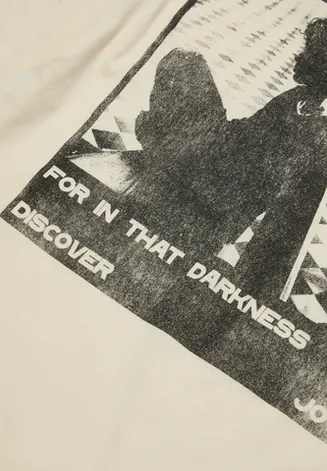 FOR IN THAT DARKNESS
DISCOVER
JO